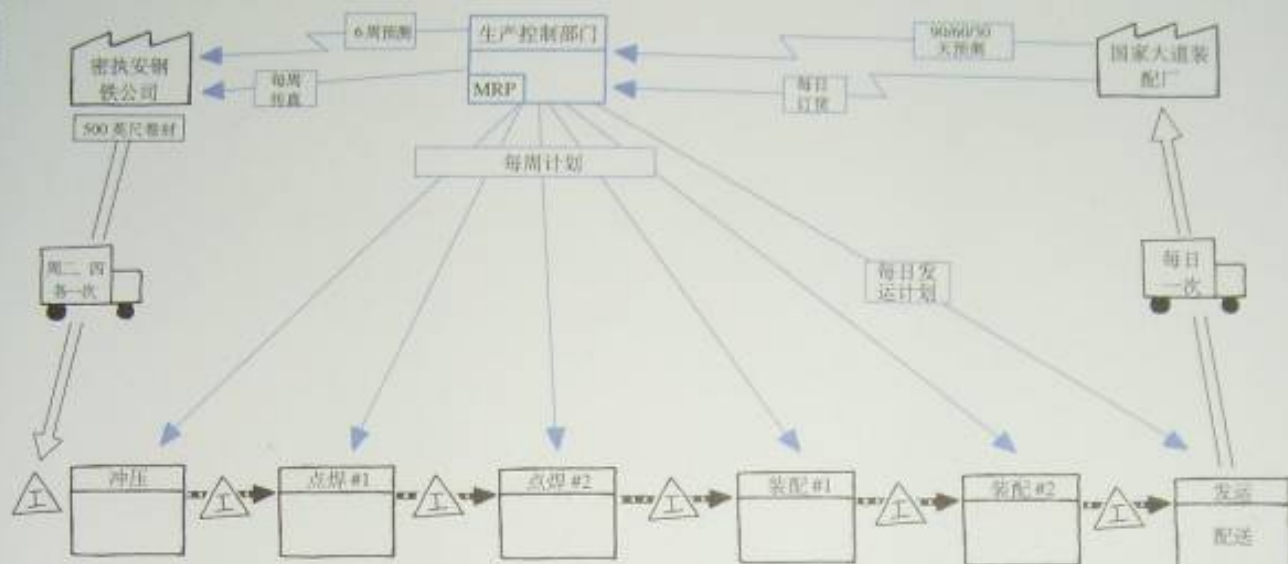 6周预测
生产控制部门
90/60/30
天预测
密执安钢
铁公司
国家大道装
配厂
每周
传真
MRP
每日
订货
500英尺卷材
每周计划
周二 四
各一次
每日发
运计划
每日
一次
工
冲压
工
点焊#1
工
点焊#2
工
装配#1
工
装配#2
工
发运
配送